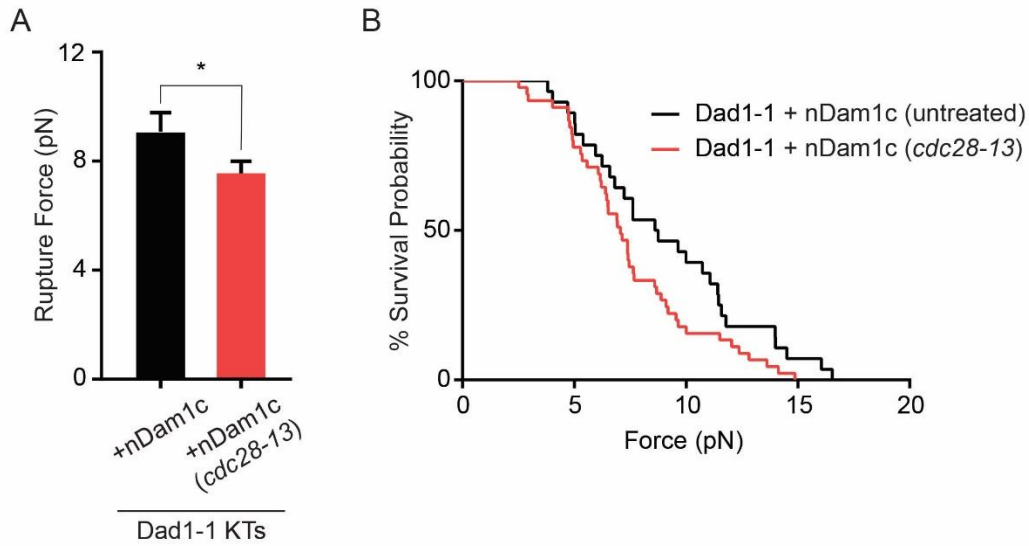 A
Rupture Force (pN)
12
8
4
0
*
+nDam1c
+nDam1c
(cdc28-13)
Dad1-1 KTs
B
% Survival Probability
100
50
0
0 5 10 15 20
Force (pN)
Dad1-1 + nDam1c (untreated)
Dad1-1 + nDam1c (cdc28-13)